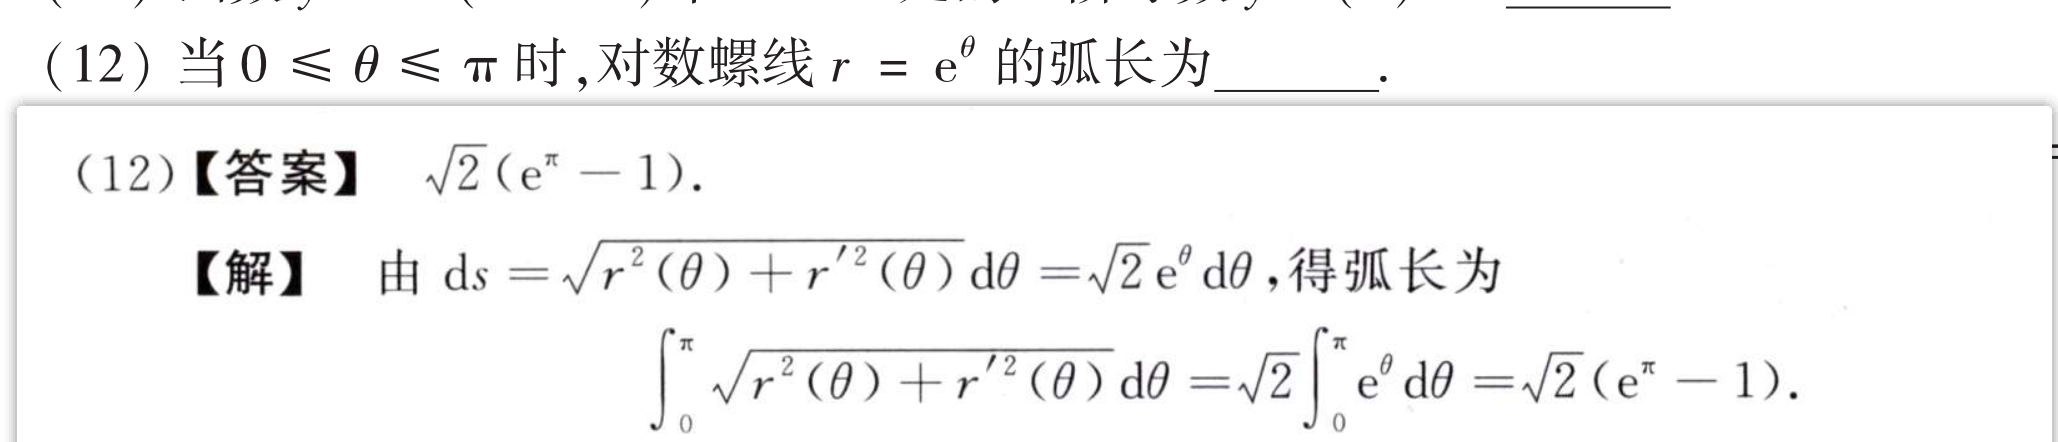 (12) 当 0 ≤ θ ≤ π 时,对数螺线 r = e^θ 的弧长为______.
(12)【答案】 √2(e^π − 1).
【解】 由 ds = √(r²(θ) + r′²(θ)) dθ = √2 e^θ dθ,得弧长为
∫₀^π √(r²(θ) + r′²(θ)) dθ = √2 ∫₀^π e^θ dθ = √2(e^π − 1).